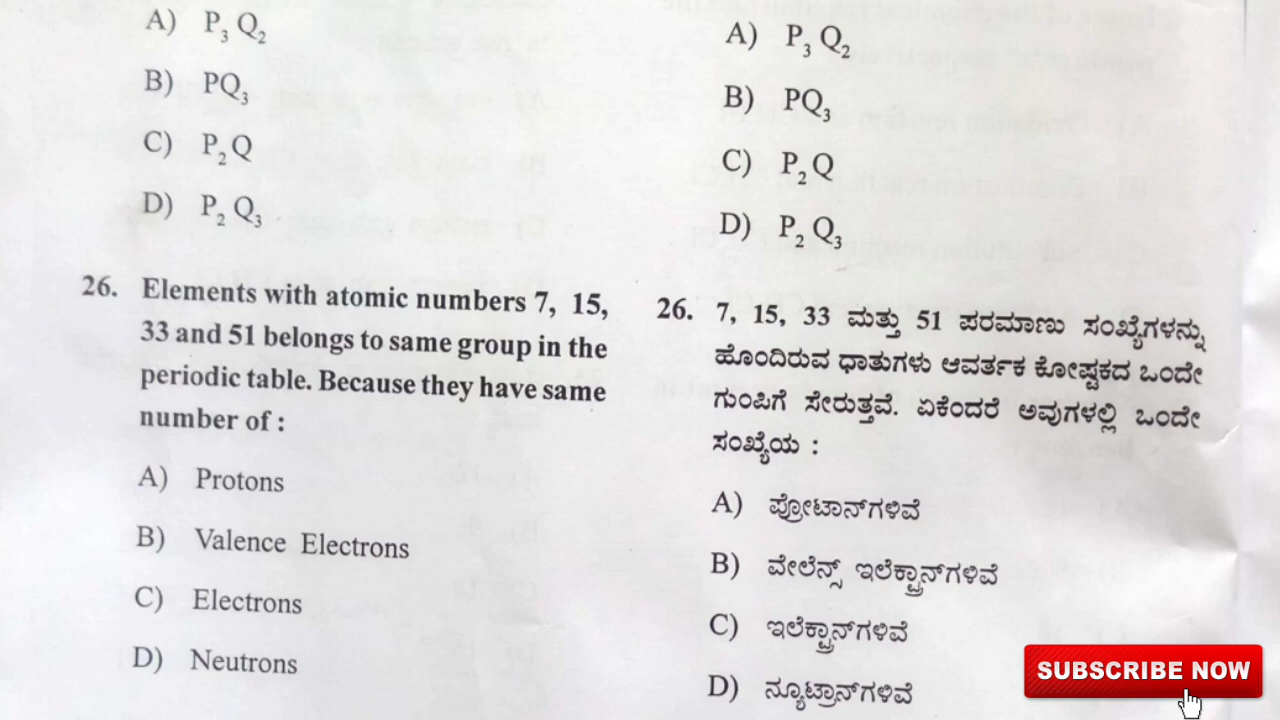 A) P₃ Q₂
B) PQ₃
C) P₂ Q
D) P₂ Q₃
26. Elements with atomic numbers 7, 15,
33 and 51 belongs to same group in the
periodic table. Because they have same
number of :
A) Protons
B) Valence Electrons
C) Electrons
D) Neutrons
A) P₃ Q₂
B) PQ₃
C) P₂ Q
D) P₂ Q₃
26. 7, 15, 33 ಮತ್ತು 51 ಪರಮಾಣು ಸಂಖ್ಯೆಗಳನ್ನು
ಹೊಂದಿರುವ ಧಾತುಗಳು ಆವರ್ತಕ ಕೋಷ್ಟಕದ ಒಂದೇ
ಗುಂಪಿಗೆ ಸೇರುತ್ತವೆ. ಏಕೆಂದರೆ ಅವುಗಳಲ್ಲಿ ಒಂದೇ
ಸಂಖ್ಯೆಯ :
A) ಪ್ರೋಟಾನ್‌ಗಳಿವೆ
B) ವೇಲೆನ್ಸ್ ಇಲೆಕ್ಟ್ರಾನ್‌ಗಳಿವೆ
C) ಇಲೆಕ್ಟ್ರಾನ್‌ಗಳಿವೆ
D) ನ್ಯೂಟ್ರಾನ್‌ಗಳಿವೆ
SUBSCRIBE NOW